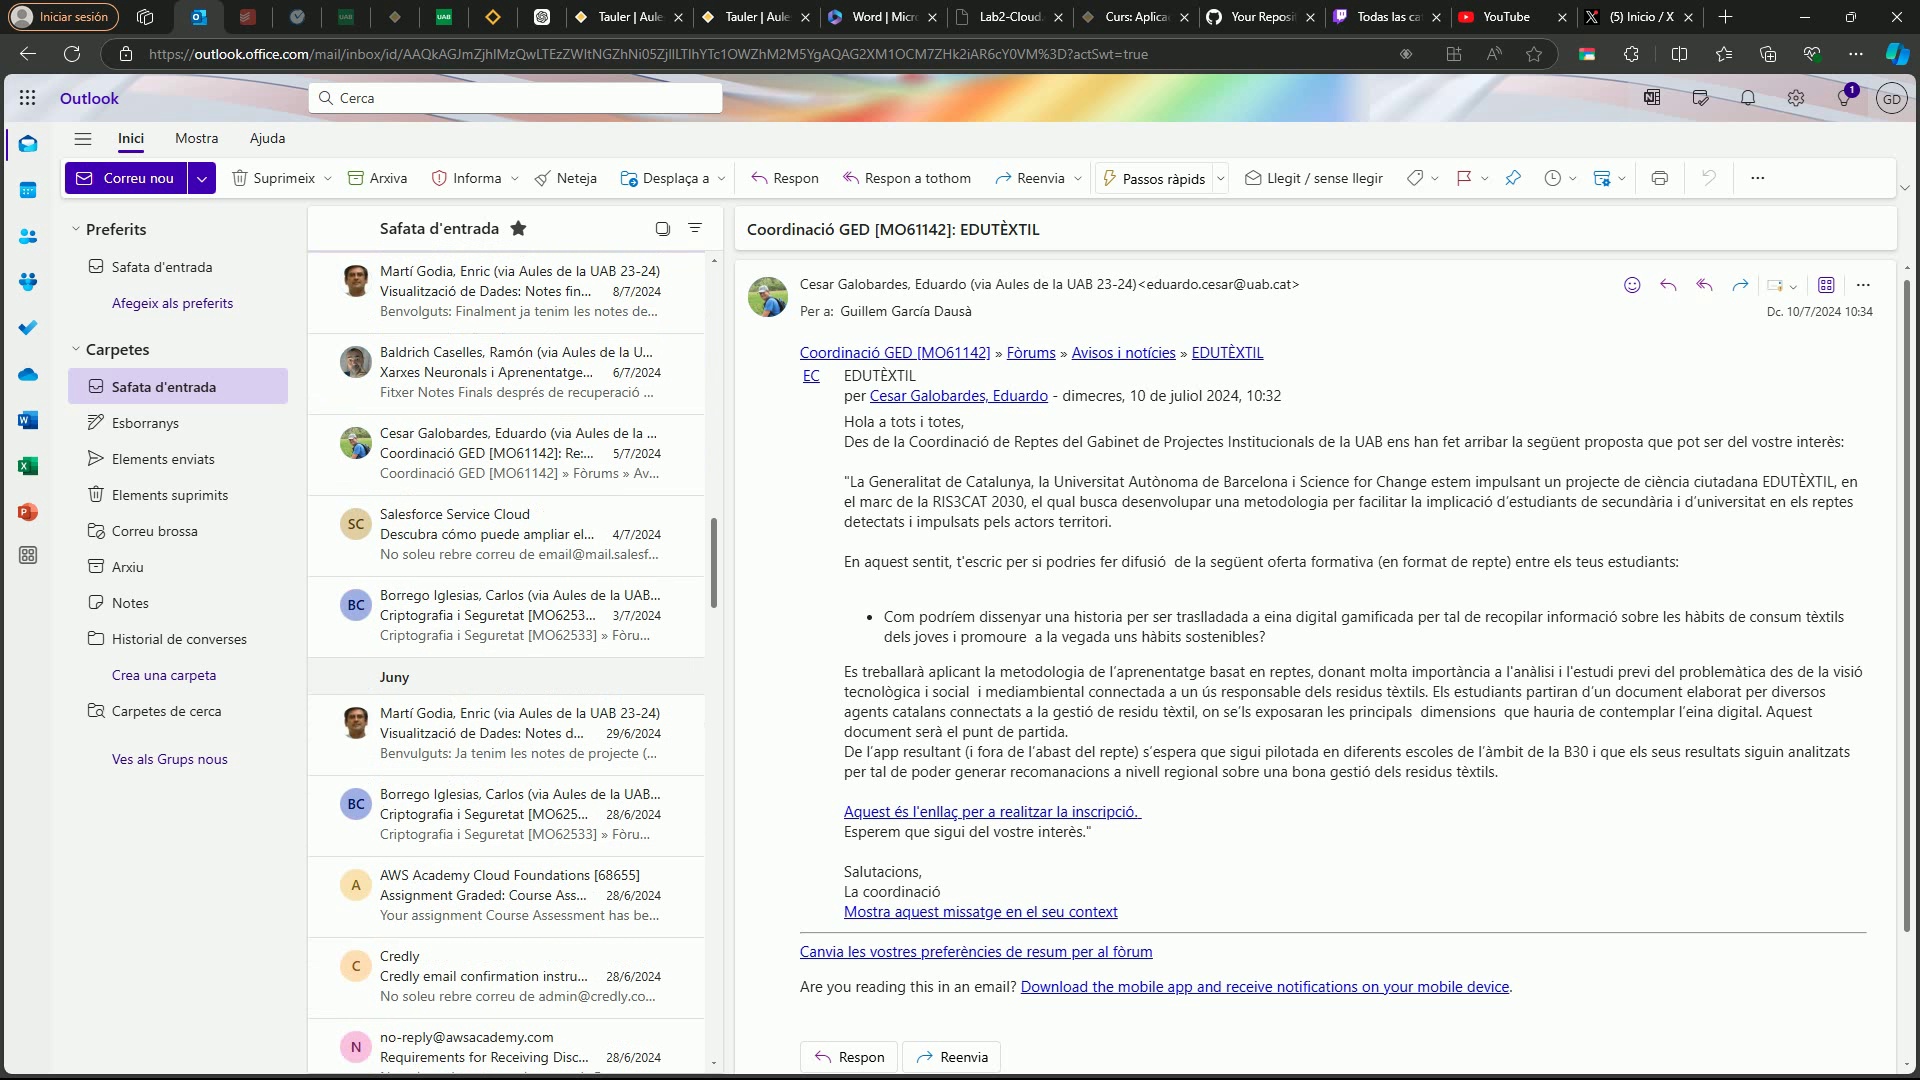 Iniciar sesión
Tauler | Aule
Tauler | Aule
Word | Micr
Lab2-Cloud
Curs: Aplica
Your Reposi
Todas las ca
YouTube
(5) Inicio / X
https://outlook.office.com/mail/inbox/id/AAQkAGJmZjhlMzQwLTEzZWItNGZhNi05ZjllLTlhYTc1OWZhM2M5YgAQAG2XM1OCM7ZHk2iAR6cY0VM%3D?actSwt=true
Outlook
Cerca
1
GD
Inici
Mostra
Ajuda
Correu nou
Suprimeix
Arxiva
Informa
Neteja
Desplaça a
Respon
Respon a tothom
Reenvia
Passos ràpids
Llegit / sense llegir
Preferits
Safata d'entrada
Afegeix als preferits
Carpetes
Safata d'entrada
Esborranys
Elements enviats
Elements suprimits
Correu brossa
Arxiu
Notes
Historial de converses
Crea una carpeta
Carpetes de cerca
Ves als Grups nous
Safata d'entrada
Martí Godia, Enric (via Aules de la UAB 23-24)
Visualització de Dades: Notes fin... 8/7/2024
Benvolguts: Finalment ja tenim les notes de...
Baldrich Caselles, Ramón (via Aules de la U...
Xarxes Neuronals i Aprenentatge... 6/7/2024
Fitxer Notes Finals després de recuperació ...
Cesar Galobardes, Eduardo (via Aules de la ...
Coordinació GED [MO61142]: Re:... 5/7/2024
Coordinació GED [MO61142] » Fòrums » Av...
SC
Salesforce Service Cloud
Descubra cómo puede ampliar el... 4/7/2024
No soleu rebre correu de email@mail.salesf...
BC
Borrego Iglesias, Carlos (via Aules de la UAB...
Criptografia i Seguretat [MO6253... 3/7/2024
Criptografia i Seguretat [MO62533] » Fòru...
Juny
Martí Godia, Enric (via Aules de la UAB 23-24)
Visualització de Dades: Notes d... 29/6/2024
Benvulguts: Ja tenim les notes de projecte (...
BC
Borrego Iglesias, Carlos (via Aules de la UAB...
Criptografia i Seguretat [MO625... 28/6/2024
Criptografia i Seguretat [MO62533] » Fòru...
A
AWS Academy Cloud Foundations [68655]
Assignment Graded: Course Ass... 28/6/2024
Your assignment Course Assessment has be...
C
Credly
Credly email confirmation instru... 28/6/2024
No soleu rebre correu de admin@credly.co...
N
no-reply@awsacademy.com
Requirements for Receiving Disc... 28/6/2024
Coordinació GED [MO61142]: EDUTÈXTIL
Cesar Galobardes, Eduardo (via Aules de la UAB 23-24)<eduardo.cesar@uab.cat>
Per a: Guillem García Dausà
Dc. 10/7/2024 10:34
Coordinació GED [MO61142] » Fòrums » Avisos i notícies » EDUTÈXTIL
EC EDUTÈXTIL
per Cesar Galobardes, Eduardo - dimecres, 10 de juliol 2024, 10:32
Hola a tots i totes,
Des de la Coordinació de Reptes del Gabinet de Projectes Institucionals de la UAB ens han fet arribar la següent proposta que pot ser del vostre interès:
"La Generalitat de Catalunya, la Universitat Autònoma de Barcelona i Science for Change estem impulsant un projecte de ciència ciutadana EDUTÈXTIL, en
el marc de la RIS3CAT 2030, el qual busca desenvolupar una metodologia per facilitar la implicació d'estudiants de secundària i d'universitat en els reptes
detectats i impulsats pels actors territori.
En aquest sentit, t'escric per si podries fer difusió de la següent oferta formativa (en format de repte) entre els teus estudiants:
• Com podríem dissenyar una historia per ser traslladada a eina digital gamificada per tal de recopilar informació sobre les hàbits de consum tèxtils
dels joves i promoure a la vegada uns hàbits sostenibles?
Es treballarà aplicant la metodologia de l'aprenentatge basat en reptes, donant molta importància a l'anàlisi i l'estudi previ del problemàtica des de la visió
tecnològica i social i mediambiental connectada a un ús responsable dels residus tèxtils. Els estudiants partiran d'un document elaborat per diversos
agents catalans connectats a la gestió de residu tèxtil, on se'ls exposaran les principals dimensions que hauria de contemplar l'eina digital. Aquest
document serà el punt de partida.
De l'app resultant (i fora de l'abast del repte) s'espera que sigui pilotada en diferents escoles de l'àmbit de la B30 i que els seus resultats siguin analitzats
per tal de poder generar recomanacions a nivell regional sobre una bona gestió dels residus tèxtils.
Aquest és l'enllaç per a realitzar la inscripció.
Esperem que sigui del vostre interès."
Salutacions,
La coordinació
Mostra aquest missatge en el seu context
Canvia les vostres preferències de resum per al fòrum
Are you reading this in an email? Download the mobile app and receive notifications on your mobile device.
Respon
Reenvia